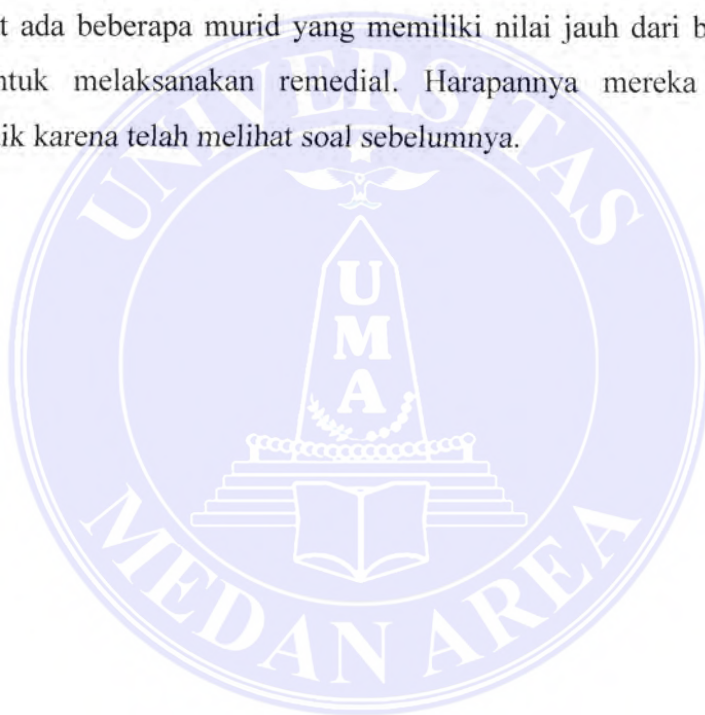 t ada beberapa murid yang memiliki nilai jauh dari b
ntuk melaksanakan remedial. Harapannya mereka
ik karena telah melihat soal sebelumnya.
UNIVERSITAS
U
M
A
MEDAN AREA